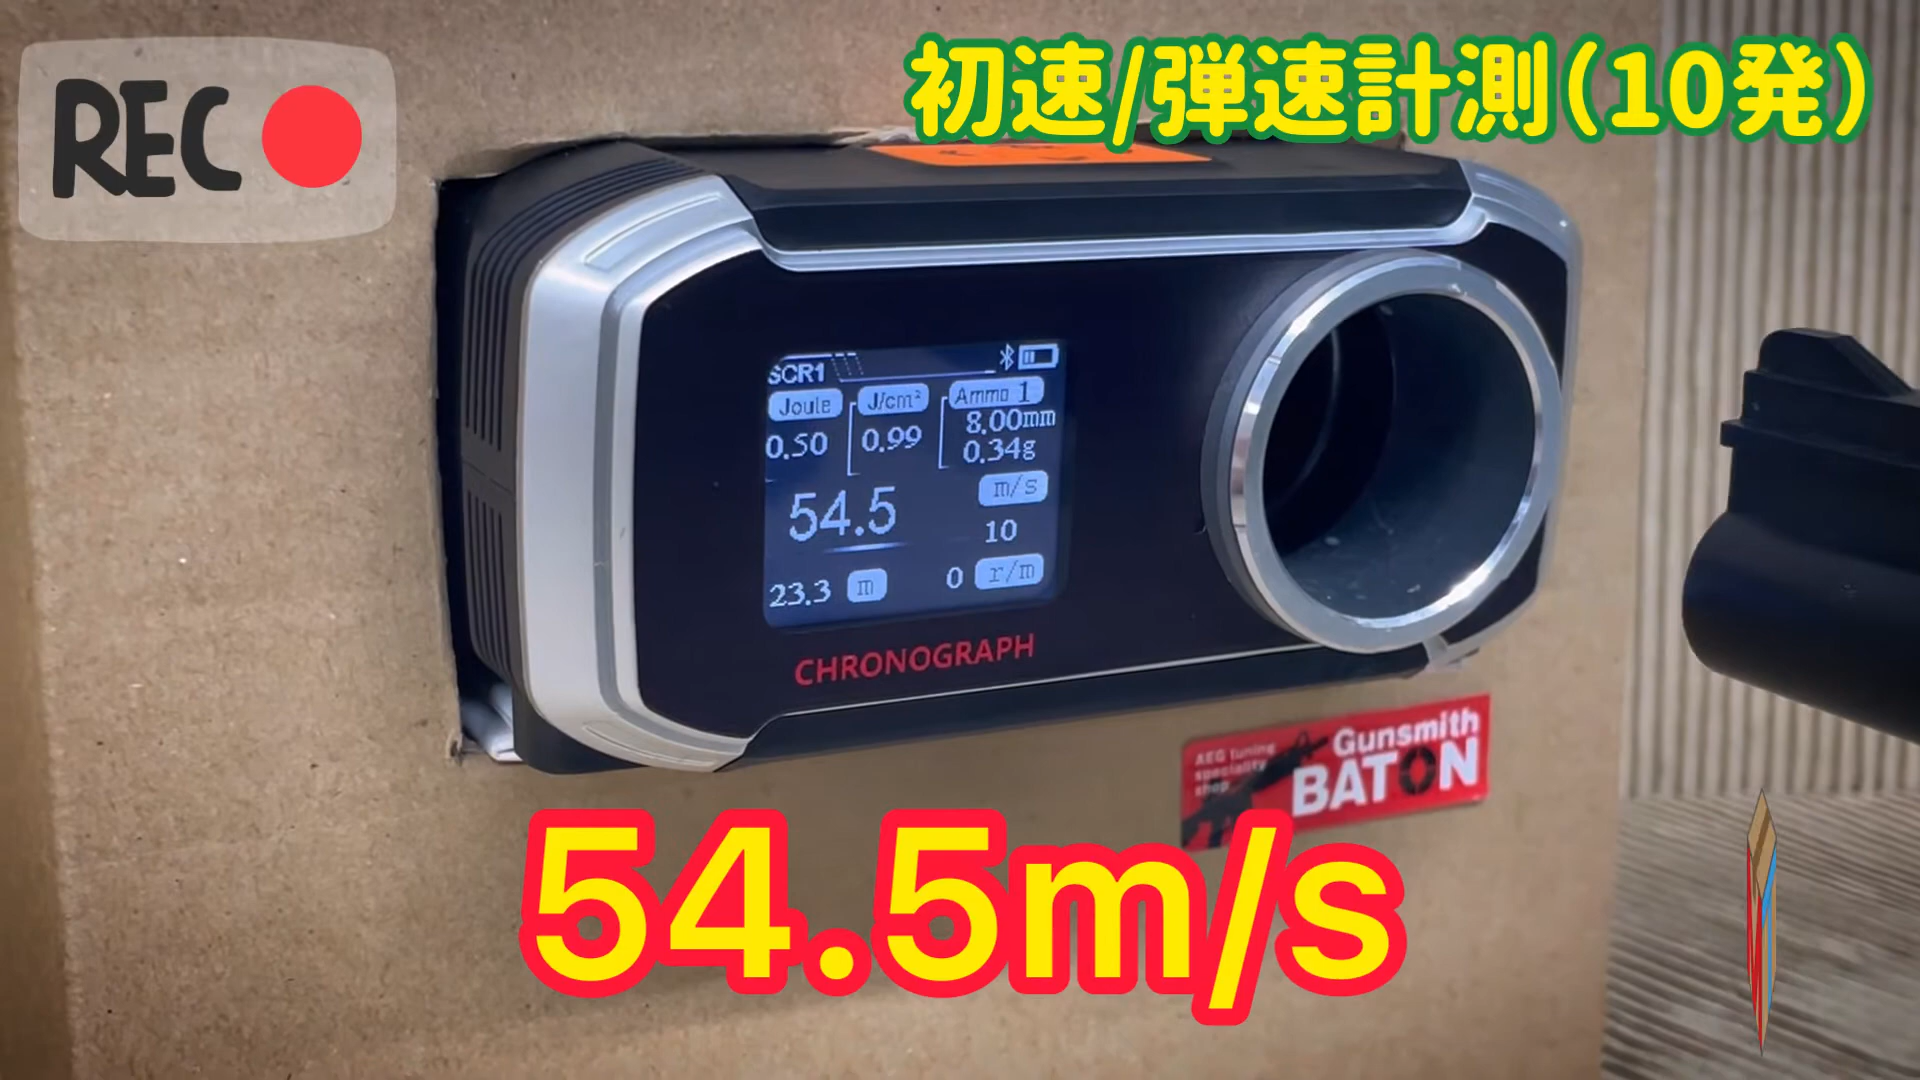 REC
初速/弾速計測(10発)
SCR1
Joule
J/cm²
Ammo 1
0.50
0.99
8.00mm
0.34g
54.5
m/s
10
23.3 m
0 r/m
CHRONOGRAPH
AEG tuning
speciality
shop
Gunsmith
BATON
54.5m/s